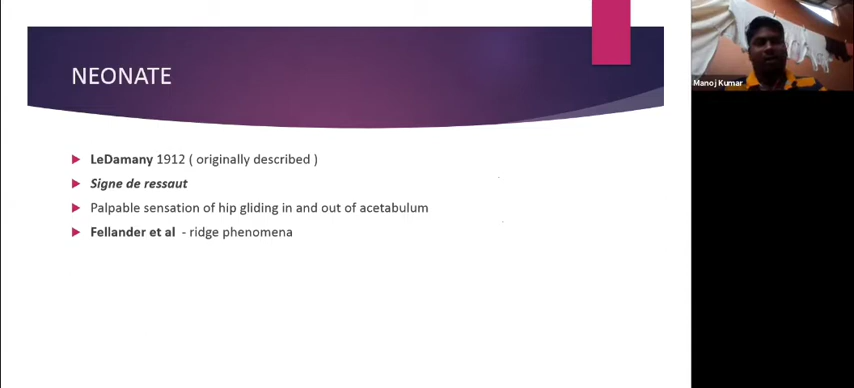 NEONATE
LeDamany 1912 ( originally described )
Signe de ressaut
Palpable sensation of hip gliding in and out of acetabulum
Fellander et al - ridge phenomena
Manoj Kumar